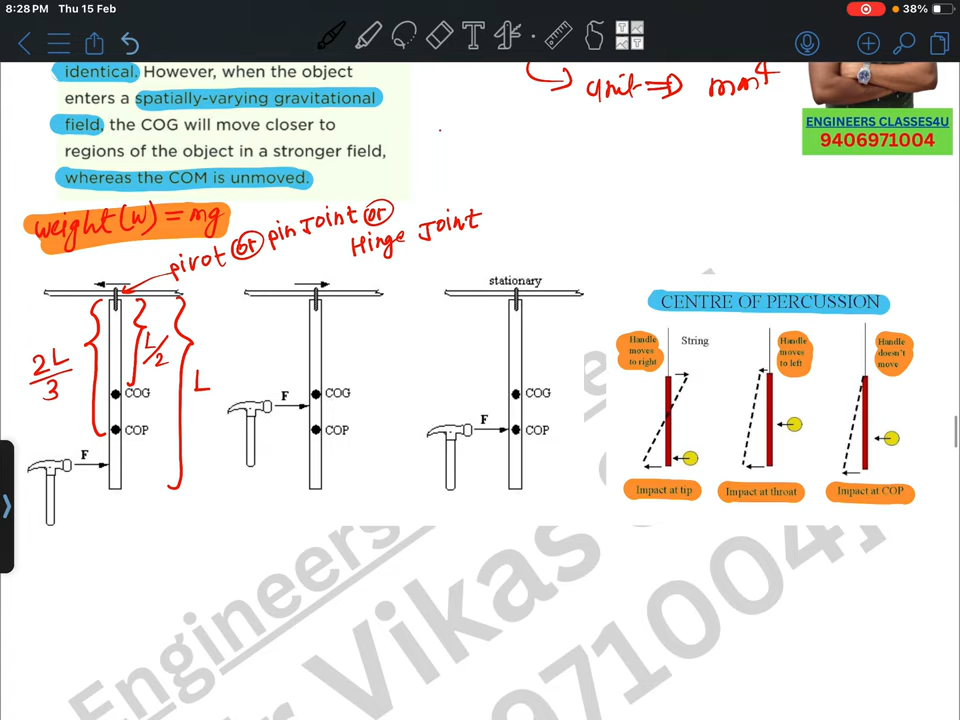 8:28 PM Thu 15 Feb
38%
identical. However, when the object
enters a spatially-varying gravitational
field, the COG will move closer to
regions of the object in a stronger field,
whereas the COM is unmoved.
unit ⇒ mm⁴
ENGINEERS CLASSES4U
9406971004
weight (W) = mg
pivot or pin Joint or
Hinge Joint
stationary
CENTRE OF PERCUSSION
Handle
moves
to right
String
Handle
moves
to left
Handle
doesn't
move
2L/3
L/2
L
COG
COP
F
COG
COP
F
COG
COP
F
Impact at tip
Impact at throat
Impact at COP
Engineers
Vikas